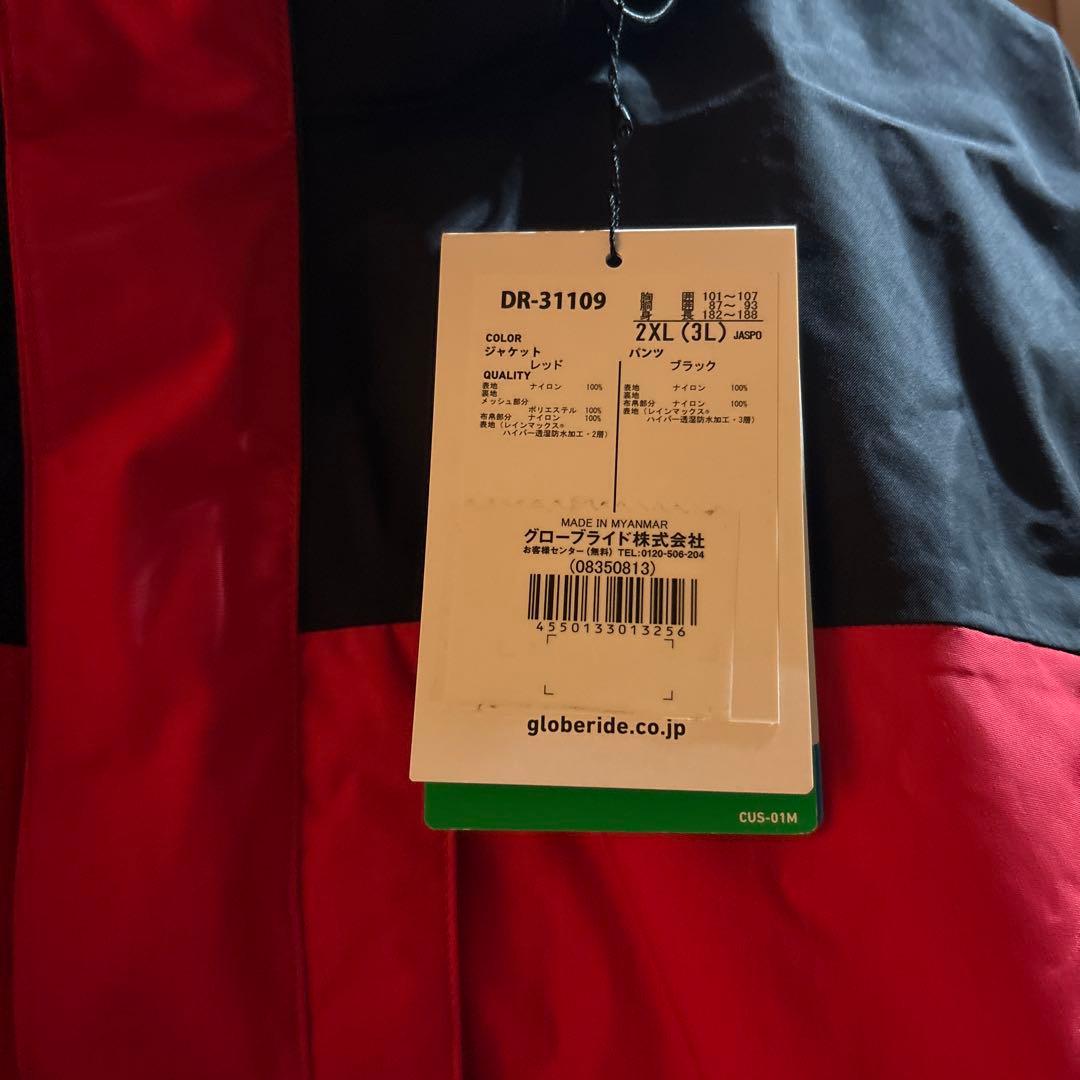 DR-31109
胸 囲 101～107
胴 囲 87～ 93
身 長 182～188
2XL(3L) JASPO
COLOR
ジャケット
レッド
QUALITY
表地 ナイロン 100%
裏地
メッシュ部分
ポリエステル 100%
布帛部分 ナイロン 100%
表地(レインマックス®
ハイパー透湿防水加工・2層)
パンツ
ブラック
表地 ナイロン 100%
裏地
布帛部分 ナイロン 100%
表地(レインマックス®
ハイパー透湿防水加工・3層)
MADE IN MYANMAR
グローブライド株式会社
お客様センター(無料) TEL:0120-506-204
(08350813)
4550133013256
globeride.co.jp
CUS-01M